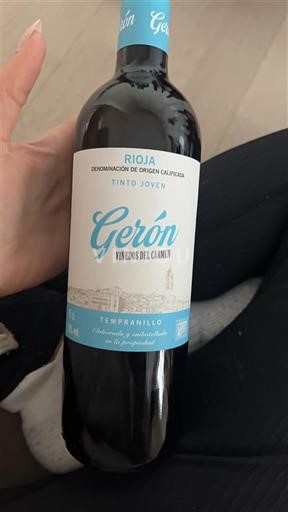 Gerón
RIOJA
DENOMINACIÓN DE ORIGEN CALIFICADA
TINTO JOVEN
Gerón
VIÑEDOS DEL CARMEN
TEMPRANILLO
Elaborado y embotellado
en la propiedad